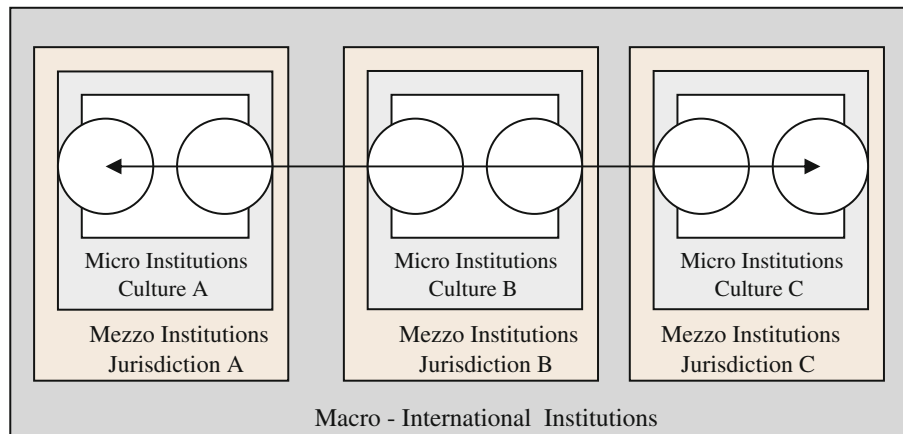 Micro Institutions
Culture A
Mezzo Institutions
Jurisdiction A
Micro Institutions
Culture B
Mezzo Institutions
Jurisdiction B
Micro Institutions
Culture C
Mezzo Institutions
Jurisdiction C
Macro - International Institutions